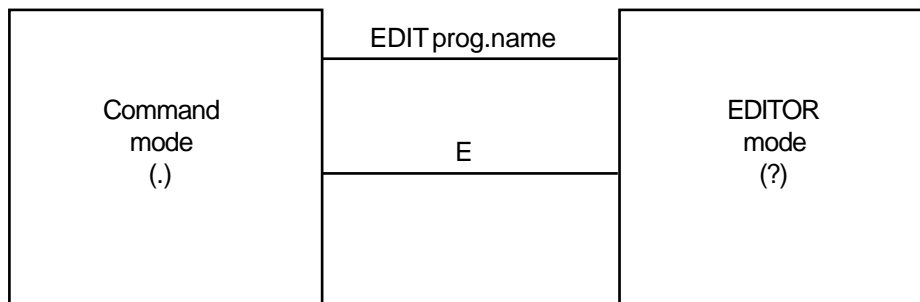 EDIT prog.name
Command
mode
(.)
E
EDITOR
mode
(?)